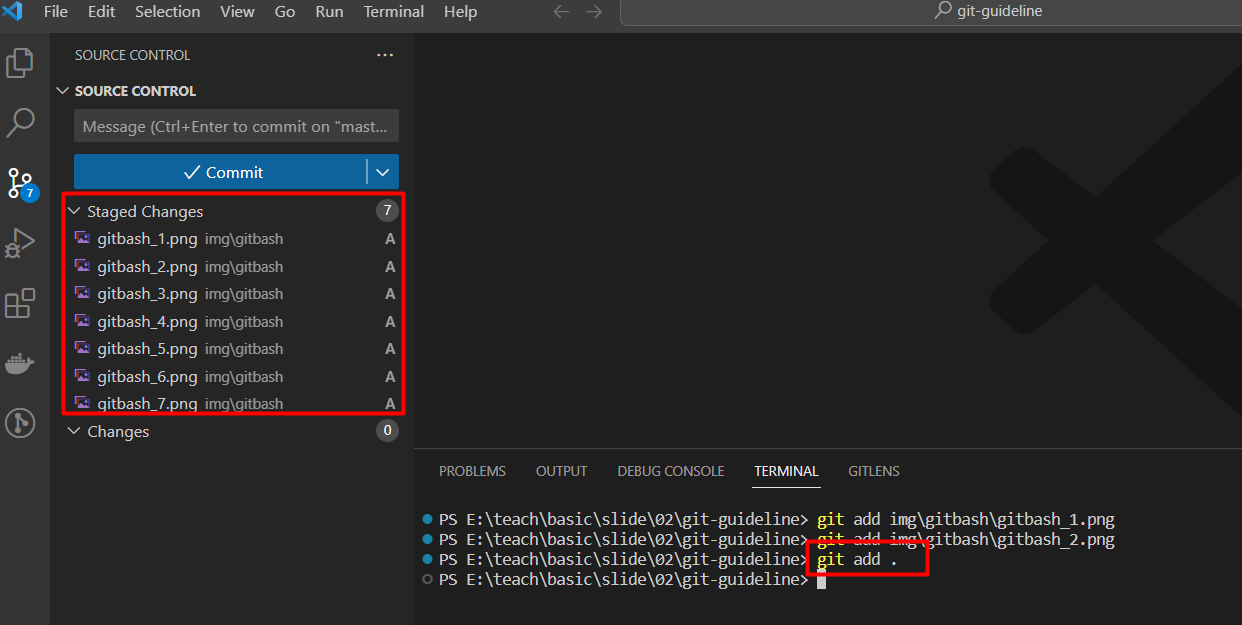 File Edit Selection View Go Run Terminal Help
git-guideline
SOURCE CONTROL
SOURCE CONTROL
Message (Ctrl+Enter to commit on "mast...
Commit
7
Staged Changes 7
gitbash_1.png img\gitbash A
gitbash_2.png img\gitbash A
gitbash_3.png img\gitbash A
gitbash_4.png img\gitbash A
gitbash_5.png img\gitbash A
gitbash_6.png img\gitbash A
gitbash_7.png img\gitbash A
Changes 0
PROBLEMS OUTPUT DEBUG CONSOLE TERMINAL GITLENS
PS E:\teach\basic\slide\02\git-guideline> git add img\gitbash\gitbash_1.png
PS E:\teach\basic\slide\02\git-guideline> git add img\gitbash\gitbash_2.png
PS E:\teach\basic\slide\02\git-guideline> git add .
PS E:\teach\basic\slide\02\git-guideline>